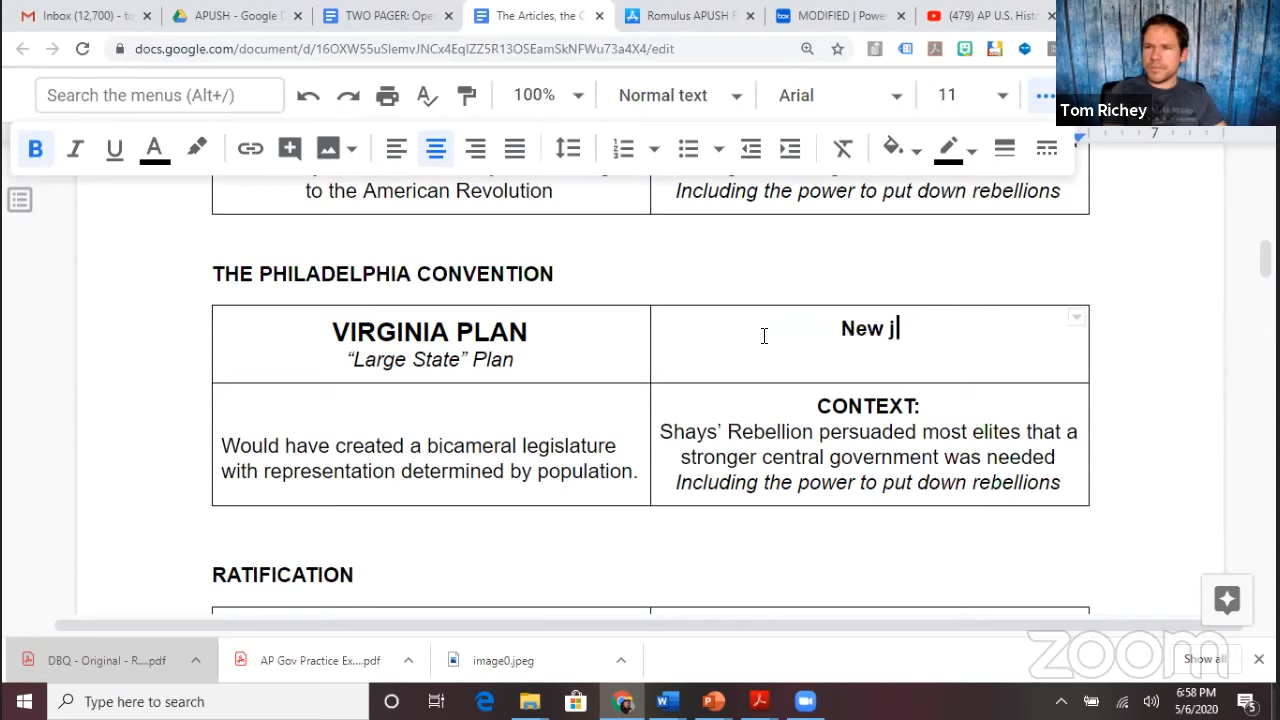 Inbox (12,700) - to
APUSH - Google D
TWO PAGER: Ope
The Articles, the C
Romulus APUSH F
MODIFIED | Powe
(479) AP U.S. Hist
docs.google.com/document/d/16OXW55uSIemvJNCx4EqlZZ5R13OSEamSkNFWu73a4X4/edit
Tom Richey
Search the menus (Alt+/)
100%
Normal text
Arial
11
B I U A
7
to the American Revolution
Including the power to put down rebellions
THE PHILADELPHIA CONVENTION
VIRGINIA PLAN
“Large State” Plan
New j
Would have created a bicameral legislature
with representation determined by population.
CONTEXT:
Shays’ Rebellion persuaded most elites that a
stronger central government was needed
Including the power to put down rebellions
RATIFICATION
zoom
DBQ - Original - R....pdf
AP Gov Practice Ex....pdf
image0.jpeg
Show all
Type here to search
6:58 PM
5/6/2020
5